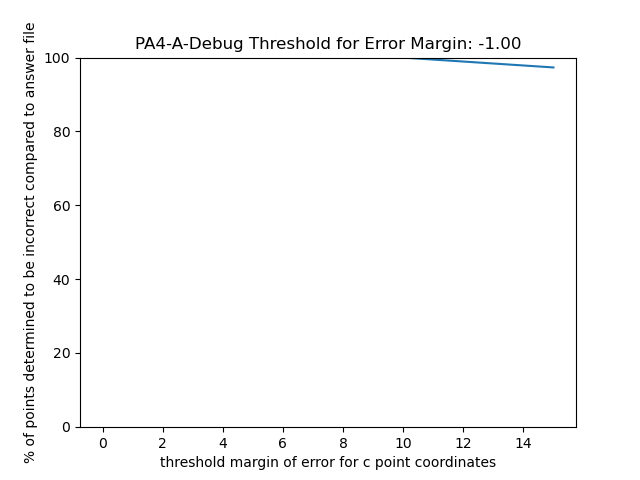 PA4-A-Debug Threshold for Error Margin: -1.00
% of points determined to be incorrect compared to answer file
100
80
60
40
20
0
0 2 4 6 8 10 12 14
threshold margin of error for c point coordinates